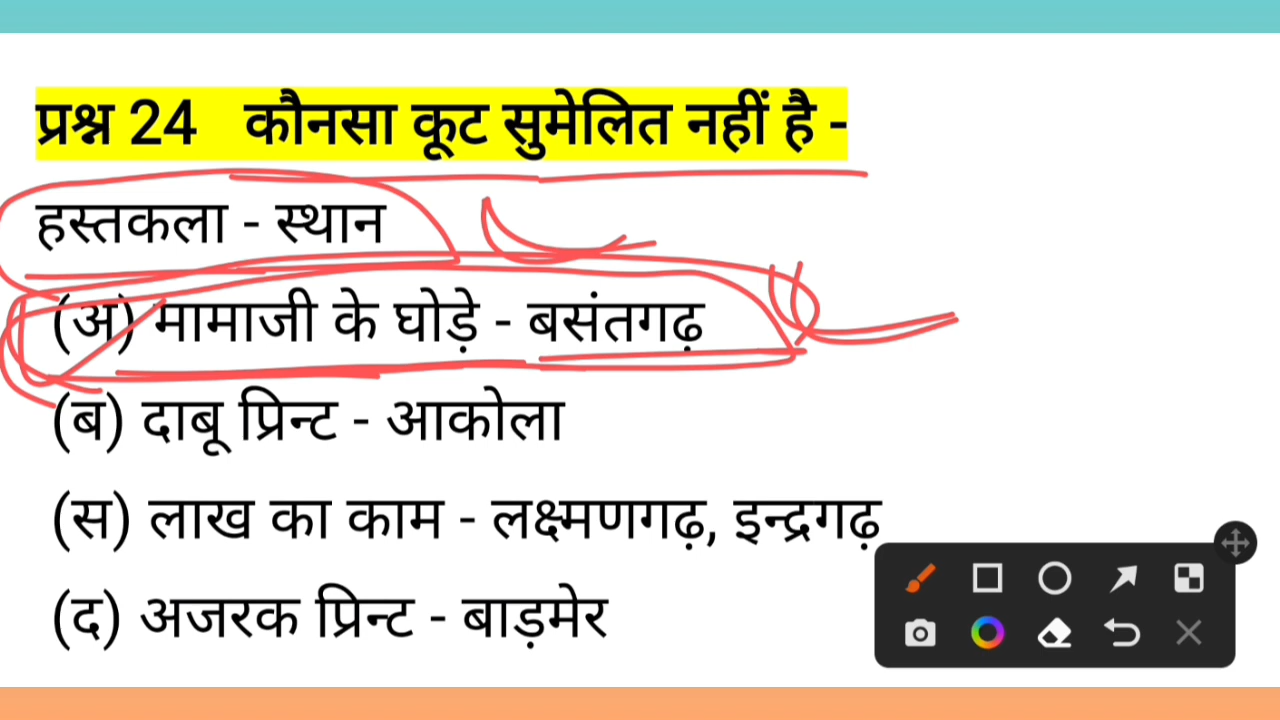 प्रश्न 24 कौनसा कूट सुमेलित नहीं है -
हस्तकला - स्थान
(अ) मामाजी के घोड़े - बसंतगढ़
(ब) दाबू प्रिन्ट - आकोला
(स) लाख का काम - लक्ष्मणगढ़, इन्द्रगढ़
(द) अजरक प्रिन्ट - बाड़मेर